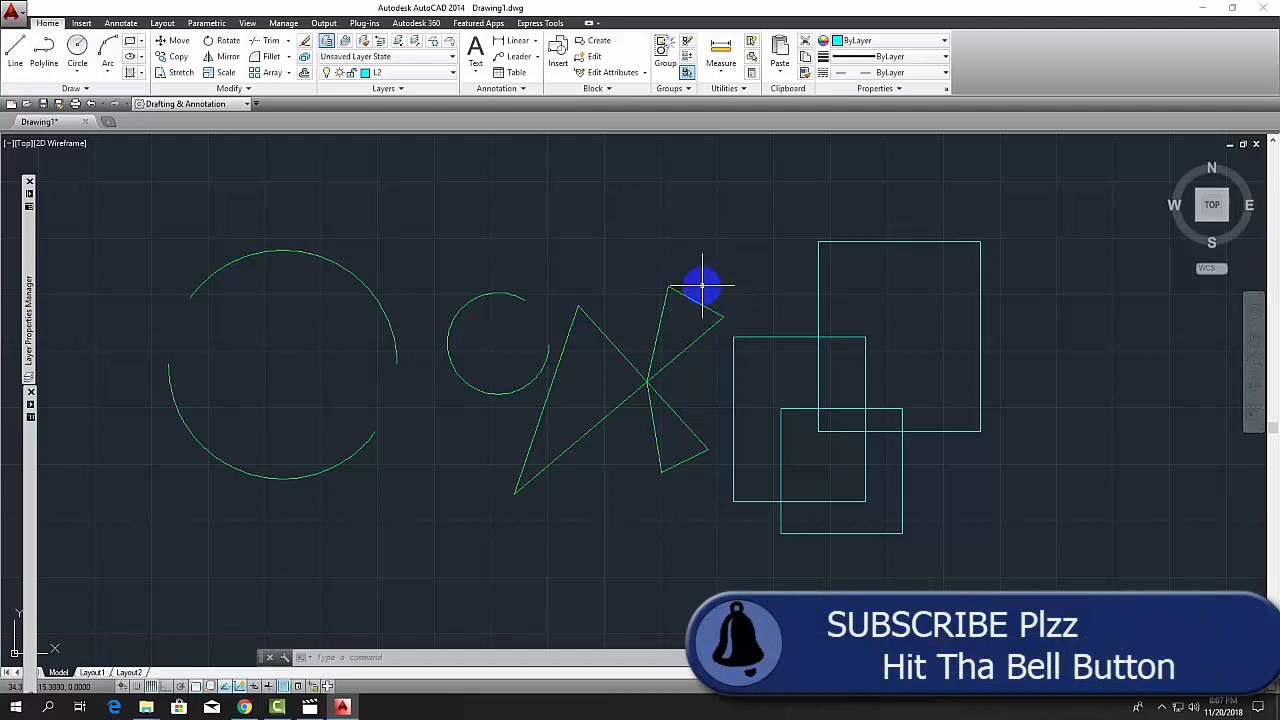 Autodesk AutoCAD 2014 Drawing1.dwg
Home Insert Annotate Layout Parametric View Manage Output Plug-ins Autodesk 360 Featured Apps Express Tools
Line Polyline Circle Arc
Move Rotate Trim
Copy Mirror Fillet
Stretch Scale Array
Unsaved Layer State
L2
Text
Linear
Leader
Table
Insert
Create
Edit
Edit Attributes
Group
Measure
Paste
ByLayer
ByLayer
ByLayer
Draw Modify Layers Annotation Block Groups Utilities Clipboard Properties
Drafting & Annotation
Drawing1*
[−][Top][2D Wireframe]
N
W TOP E
S
WCS
Layer Properties Manager
Y
X
Type a command
SUBSCRIBE Plzz
Hit Tha Bell Button
Model Layout1 Layout2
8:07 PM
11/20/2018